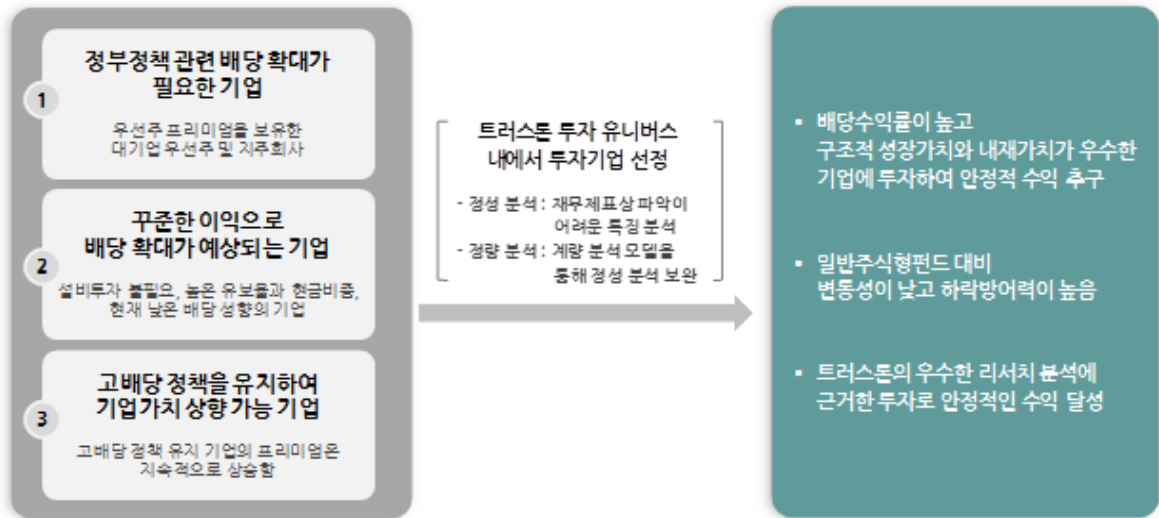 1
정부정책 관련 배당 확대가
필요한 기업
우선주 프리미엄을 보유한
대기업 우선주 및 지주회사
2
꾸준한 이익으로
배당 확대가 예상되는 기업
설비투자 불필요, 높은 유보율과 현금비중,
현재 낮은 배당 성향의 기업
3
고배당 정책을 유지하여
기업가치 상향 가능 기업
고배당 정책 유지 기업의 프리미엄은
지속적으로 상승함
트러스톤 투자 유니버스
내에서 투자기업 선정
- 정성 분석 : 재무제표상 파악이
어려운 특징 분석
- 정량 분석 : 계량 분석 모델을
통해 정성 분석 보완
▪ 배당수익률이 높고
구조적 성장가치와 내재가치가 우수한
기업에 투자하여 안정적 수익 추구
▪ 일반주식형펀드 대비
변동성이 낮고 하락방어력이 높음
▪ 트러스톤의 우수한 리서치 분석에
근거한 투자로 안정적인 수익 달성